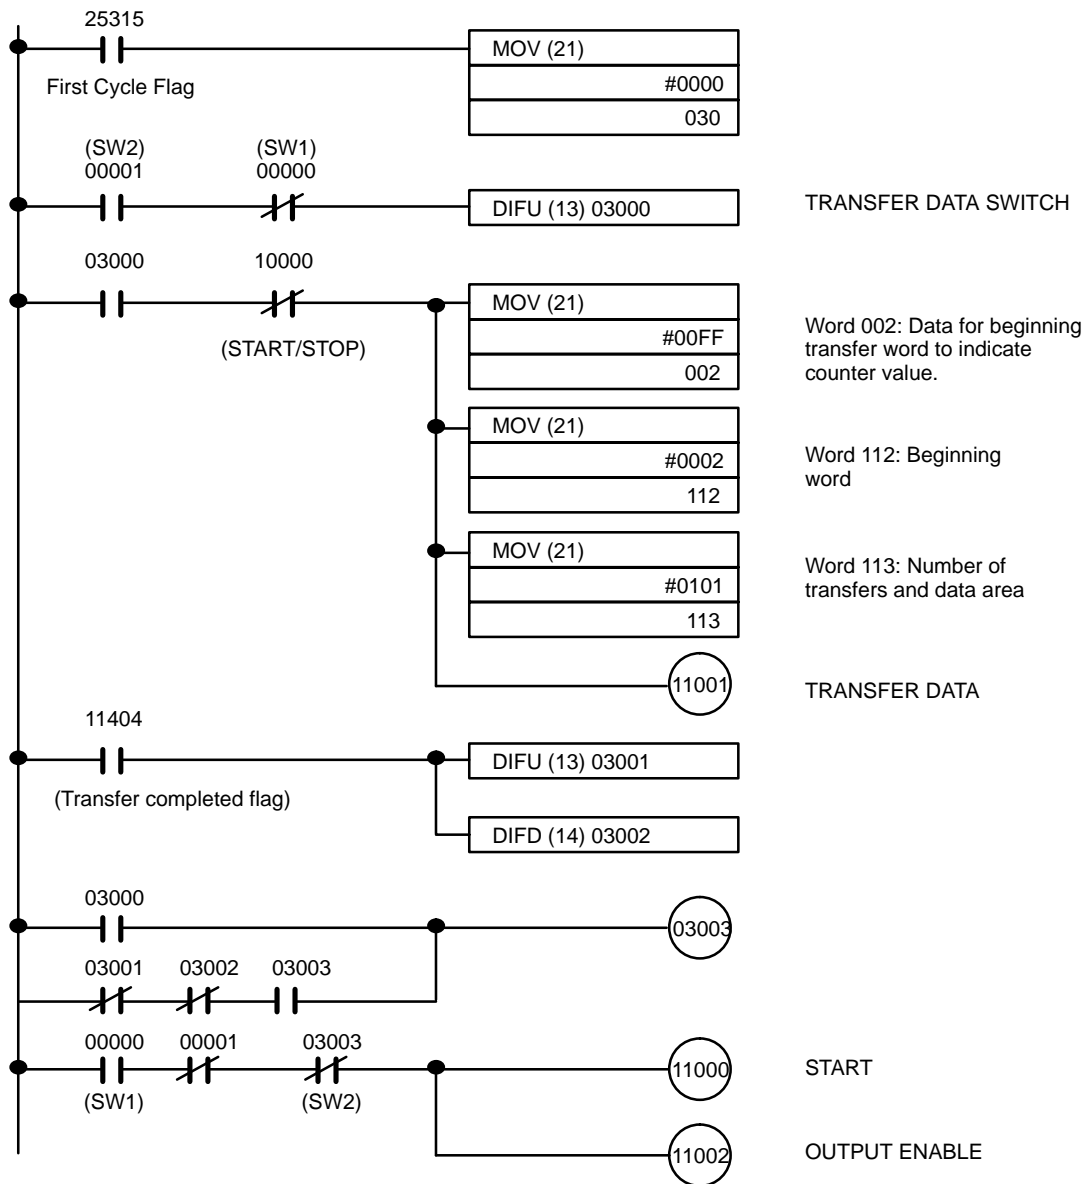 25315
First Cycle Flag
MOV (21)
#0000
030
(SW2)
00001
(SW1)
00000
DIFU (13) 03000
TRANSFER DATA SWITCH
03000
10000
(START/STOP)
MOV (21)
#00FF
002
Word 002: Data for beginning
transfer word to indicate
counter value.
MOV (21)
#0002
112
Word 112: Beginning
word
MOV (21)
#0101
113
Word 113: Number of
transfers and data area
11001
TRANSFER DATA
11404
(Transfer completed flag)
DIFU (13) 03001
DIFD (14) 03002
03000
03003
03001
03002
03003
00000
00001
03003
(SW1)
(SW2)
11000
START
11002
OUTPUT ENABLE